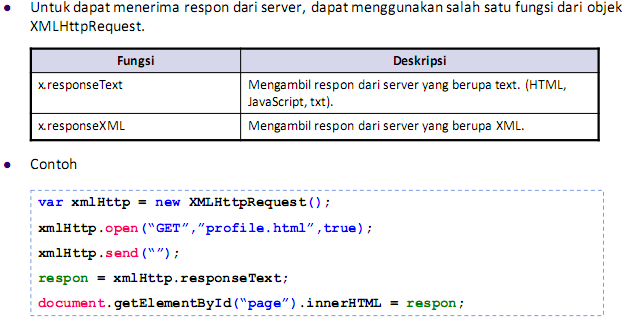 • Untuk dapat menerima respon dari server, dapat menggunakan salah satu fungsi dari objek
XMLHttpRequest.
Fungsi Deskripsi
x.responseText Mengambil respon dari server yang berupa text. (HTML,
JavaScript, txt).
x.responseXML Mengambil respon dari server yang berupa XML.
• Contoh
var xmlHttp = new XMLHttpRequest();
xmlHttp.open(“GET”,”profile.html”,true);
xmlHttp.send(“”);
respon = xmlHttp.responseText;
document.getElementById(“page”).innerHTML = respon;